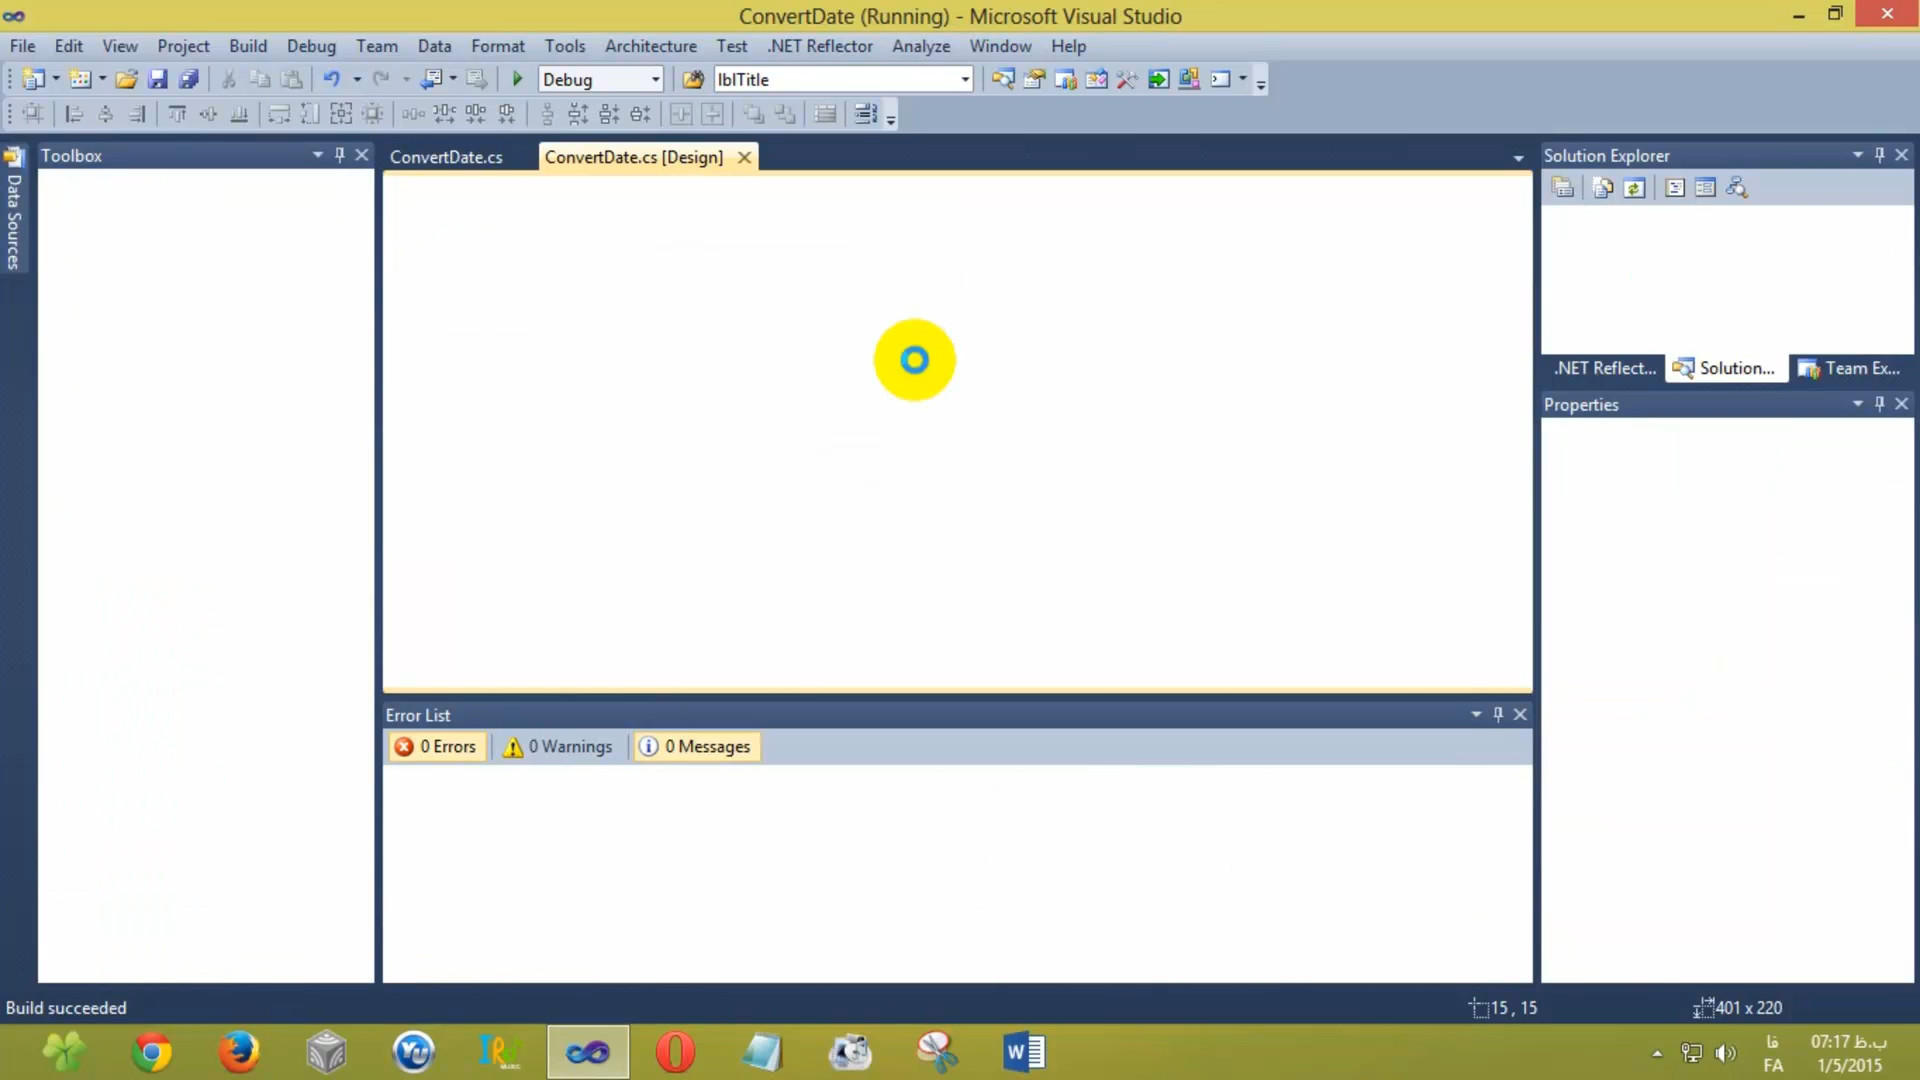 ConvertDate (Running) - Microsoft Visual Studio
File Edit View Project Build Debug Team Data Format Tools Architecture Test .NET Reflector Analyze Window Help
Debug lblTitle
Data Sources
Toolbox
ConvertDate.cs ConvertDate.cs [Design]
Solution Explorer
.NET Reflect... Solution... Team Ex...
Properties
Error List
0 Errors 0 Warnings 0 Messages
Build succeeded 15 , 15 401 x 220
فا 07:17 ب.ظ
FA 1/5/2015